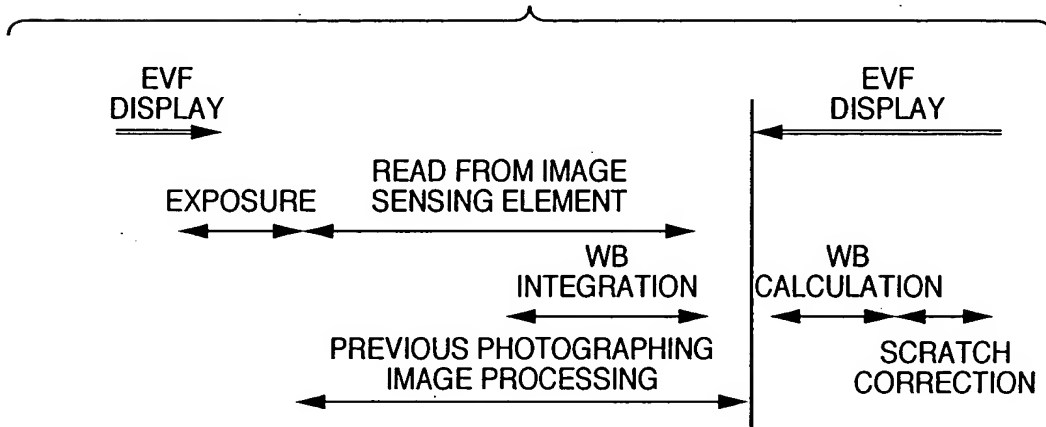 EVF
DISPLAY
EVF
DISPLAY
READ FROM IMAGE
SENSING ELEMENT
EXPOSURE
WB
INTEGRATION
WB
CALCULATION
PREVIOUS PHOTOGRAPHING
IMAGE PROCESSING
SCRATCH
CORRECTION